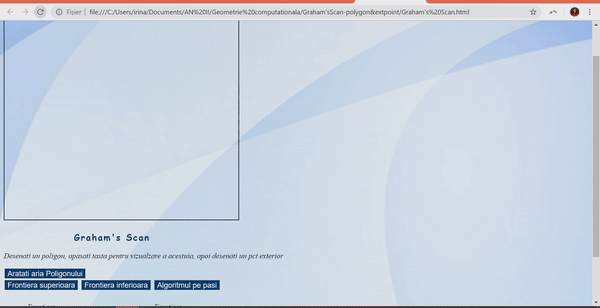 Fișier | file:///C:/Users/irina/Documents/AN%20II/Geometrie%20computationala/Graham'sScan-polygon&extpoint/Graham's%20Scan.html
Graham's Scan
Desenati un poligon, apasati tasta pentru vizualizare a acestuia, apoi desenati un pct exterior
Aratati aria Poligonului
Frontiera superioara Frontiera inferioara Algoritmul pe pasi